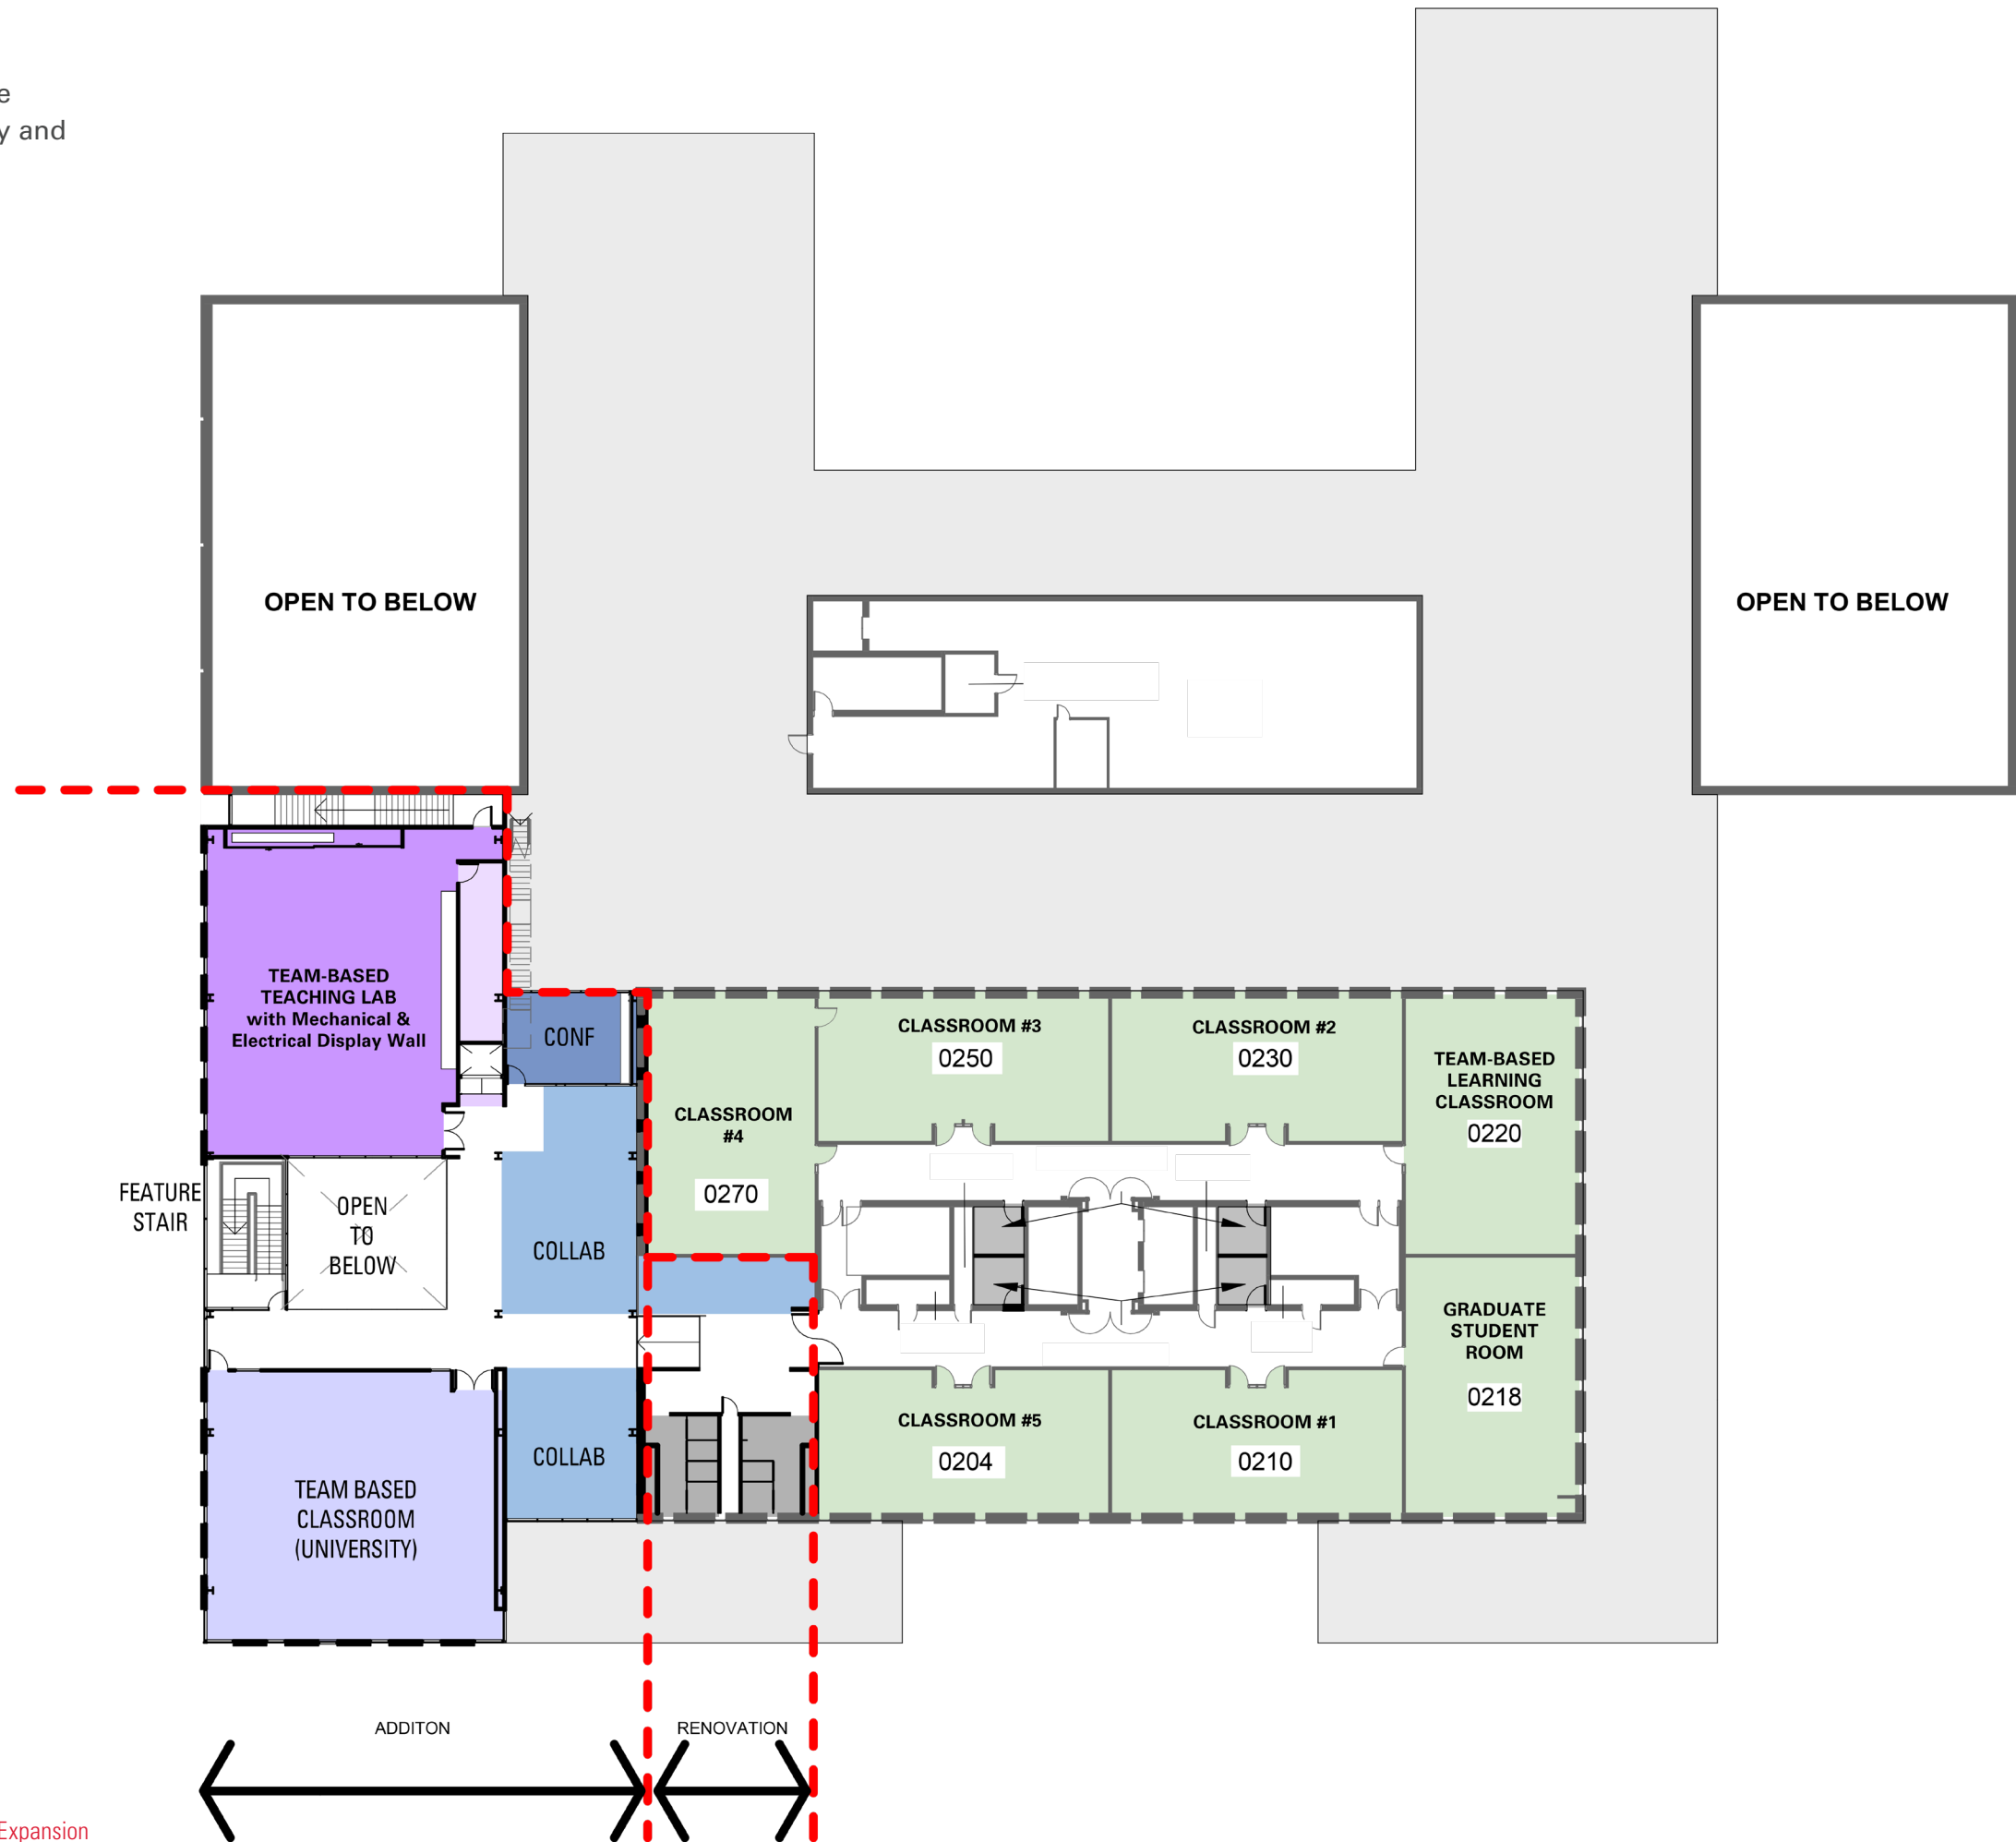 e
y and
OPEN TO BELOW
OPEN TO BELOW
TEAM-BASED
TEACHING LAB
with Mechanical &
Electrical Display Wall
CONF
CLASSROOM #3
0250
CLASSROOM #2
0230
TEAM-BASED
LEARNING
CLASSROOM
0220
CLASSROOM
#4
0270
FEATURE
STAIR
OPEN
TO
BELOW
COLLAB
GRADUATE
STUDENT
ROOM
0218
CLASSROOM #5
0204
CLASSROOM #1
0210
COLLAB
TEAM BASED
CLASSROOM
(UNIVERSITY)
ADDITON
RENOVATION
Expansion